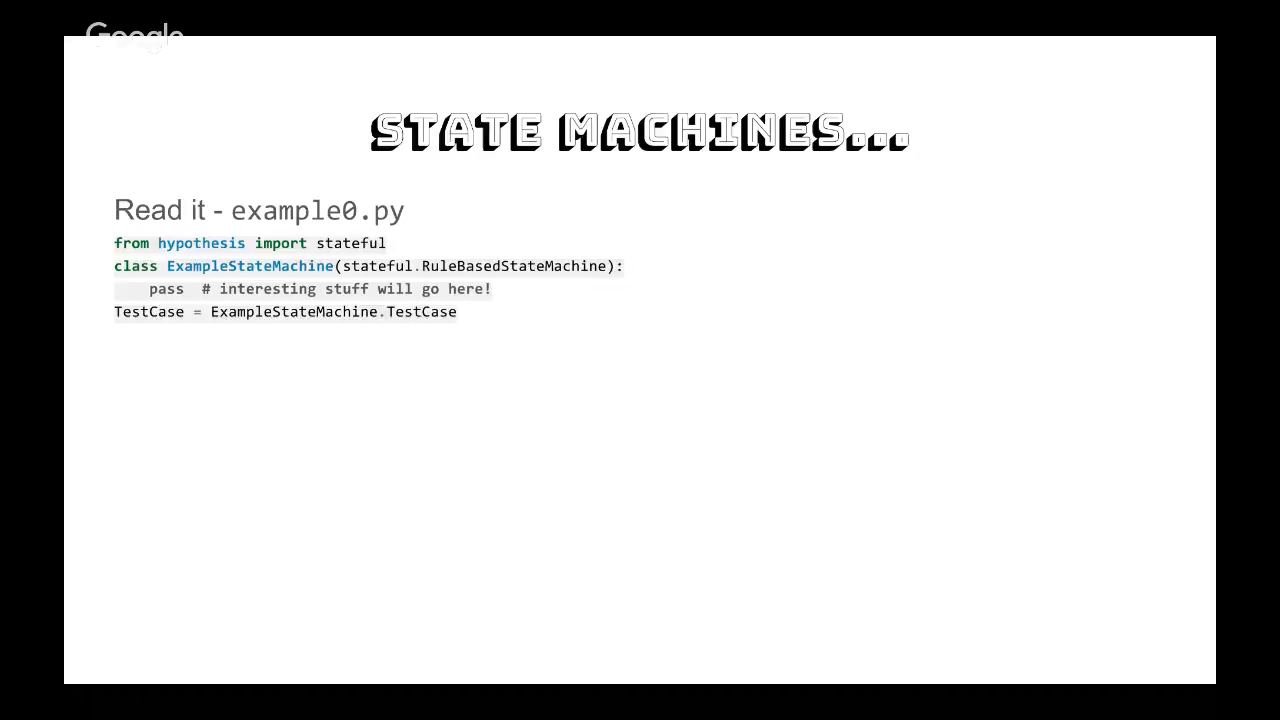 Google
STATE MACHINES...
Read it - example0.py
from hypothesis import stateful
class ExampleStateMachine(stateful.RuleBasedStateMachine):
    pass  # interesting stuff will go here!
TestCase = ExampleStateMachine.TestCase